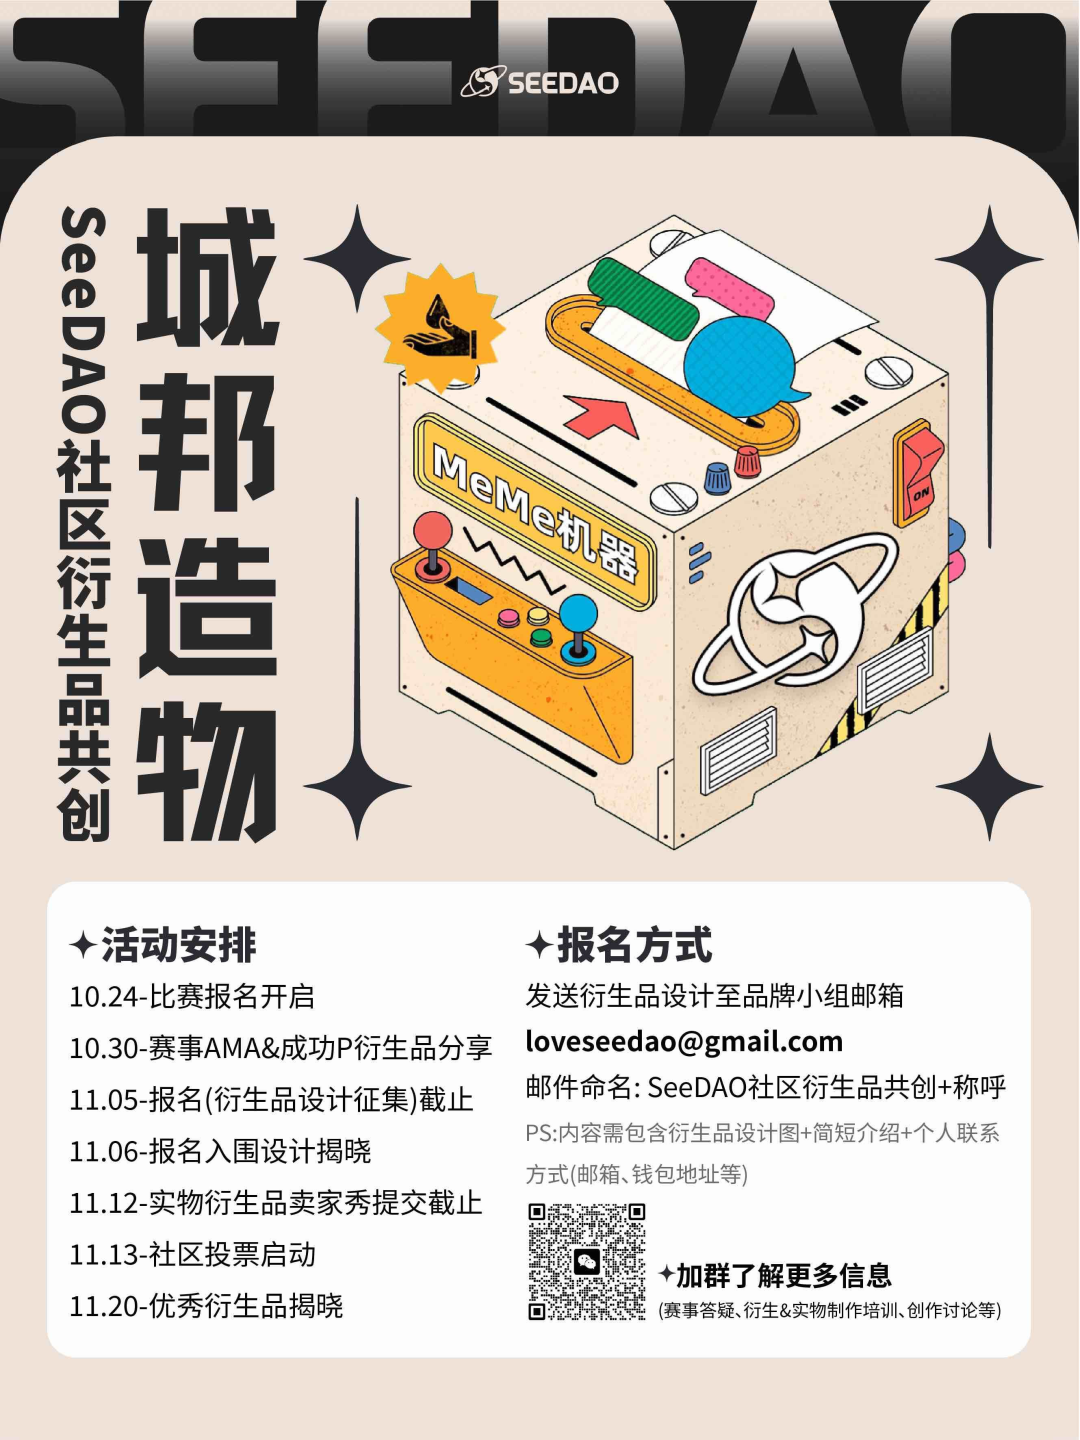 SEEDAO
SEEDAO
城邦造物
SeeDAO社区衍生品共创
MeMe机器
ON
活动安排
10.24-比赛报名开启
10.30-赛事AMA&成功P衍生品分享
11.05-报名(衍生品设计征集)截止
11.06-报名入围设计揭晓
11.12-实物衍生品卖家秀提交截止
11.13-社区投票启动
11.20-优秀衍生品揭晓
报名方式
发送衍生品设计至品牌小组邮箱
loveseedao@gmail.com
邮件命名: SeeDAO社区衍生品共创+称呼
PS:内容需包含衍生品设计图+简短介绍+个人联系
方式(邮箱、钱包地址等)
加群了解更多信息
(赛事答疑、衍生&实物制作培训、创作讨论等)